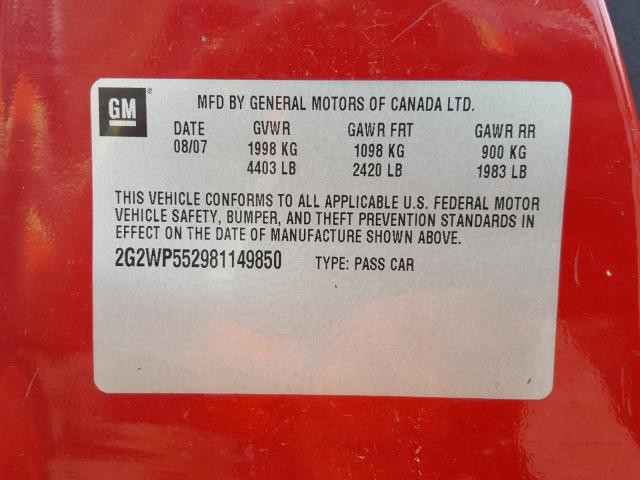 GM ®
MFD BY GENERAL MOTORS OF CANADA LTD.
DATE GVWR GAWR FRT GAWR RR
08/07 1998 KG 1098 KG 900 KG
4403 LB 2420 LB 1983 LB
THIS VEHICLE CONFORMS TO ALL APPLICABLE U.S. FEDERAL MOTOR
VEHICLE SAFETY, BUMPER, AND THEFT PREVENTION STANDARDS IN
EFFECT ON THE DATE OF MANUFACTURE SHOWN ABOVE.
2G2WP552981149850 TYPE: PASS CAR